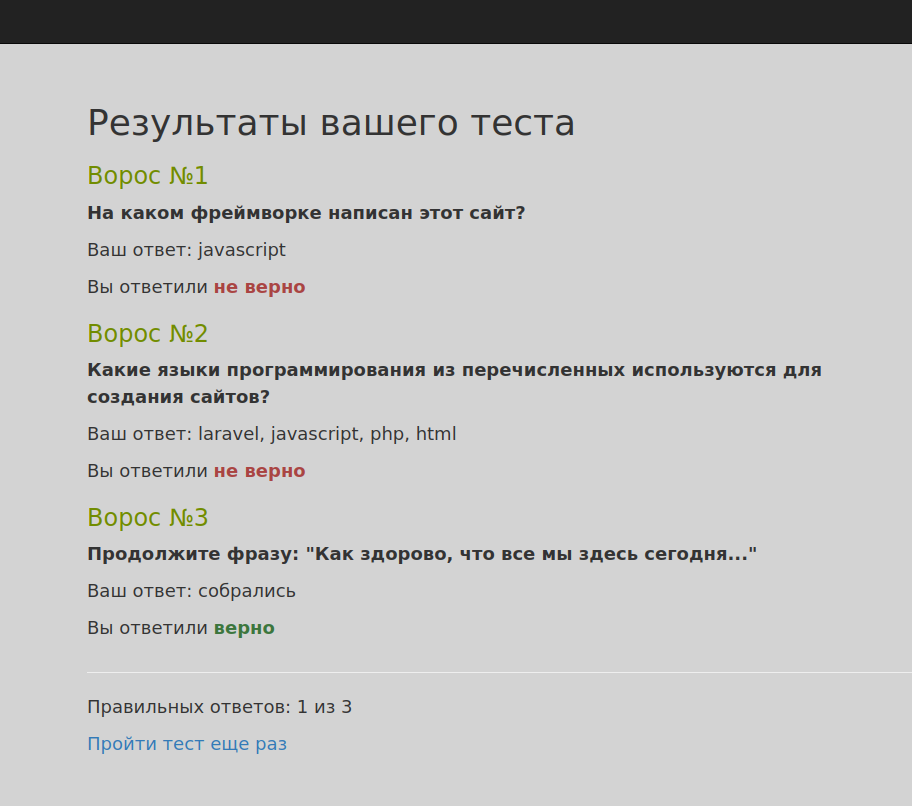 Результаты вашего теста
Ворос №1
На каком фреймворке написан этот сайт?
Ваш ответ: javascript
Вы ответили не верно
Ворос №2
Какие языки программирования из перечисленных используются для
создания сайтов?
Ваш ответ: laravel, javascript, php, html
Вы ответили не верно
Ворос №3
Продолжите фразу: "Как здорово, что все мы здесь сегодня..."
Ваш ответ: собрались
Вы ответили верно
Правильных ответов: 1 из 3
Пройти тест еще раз